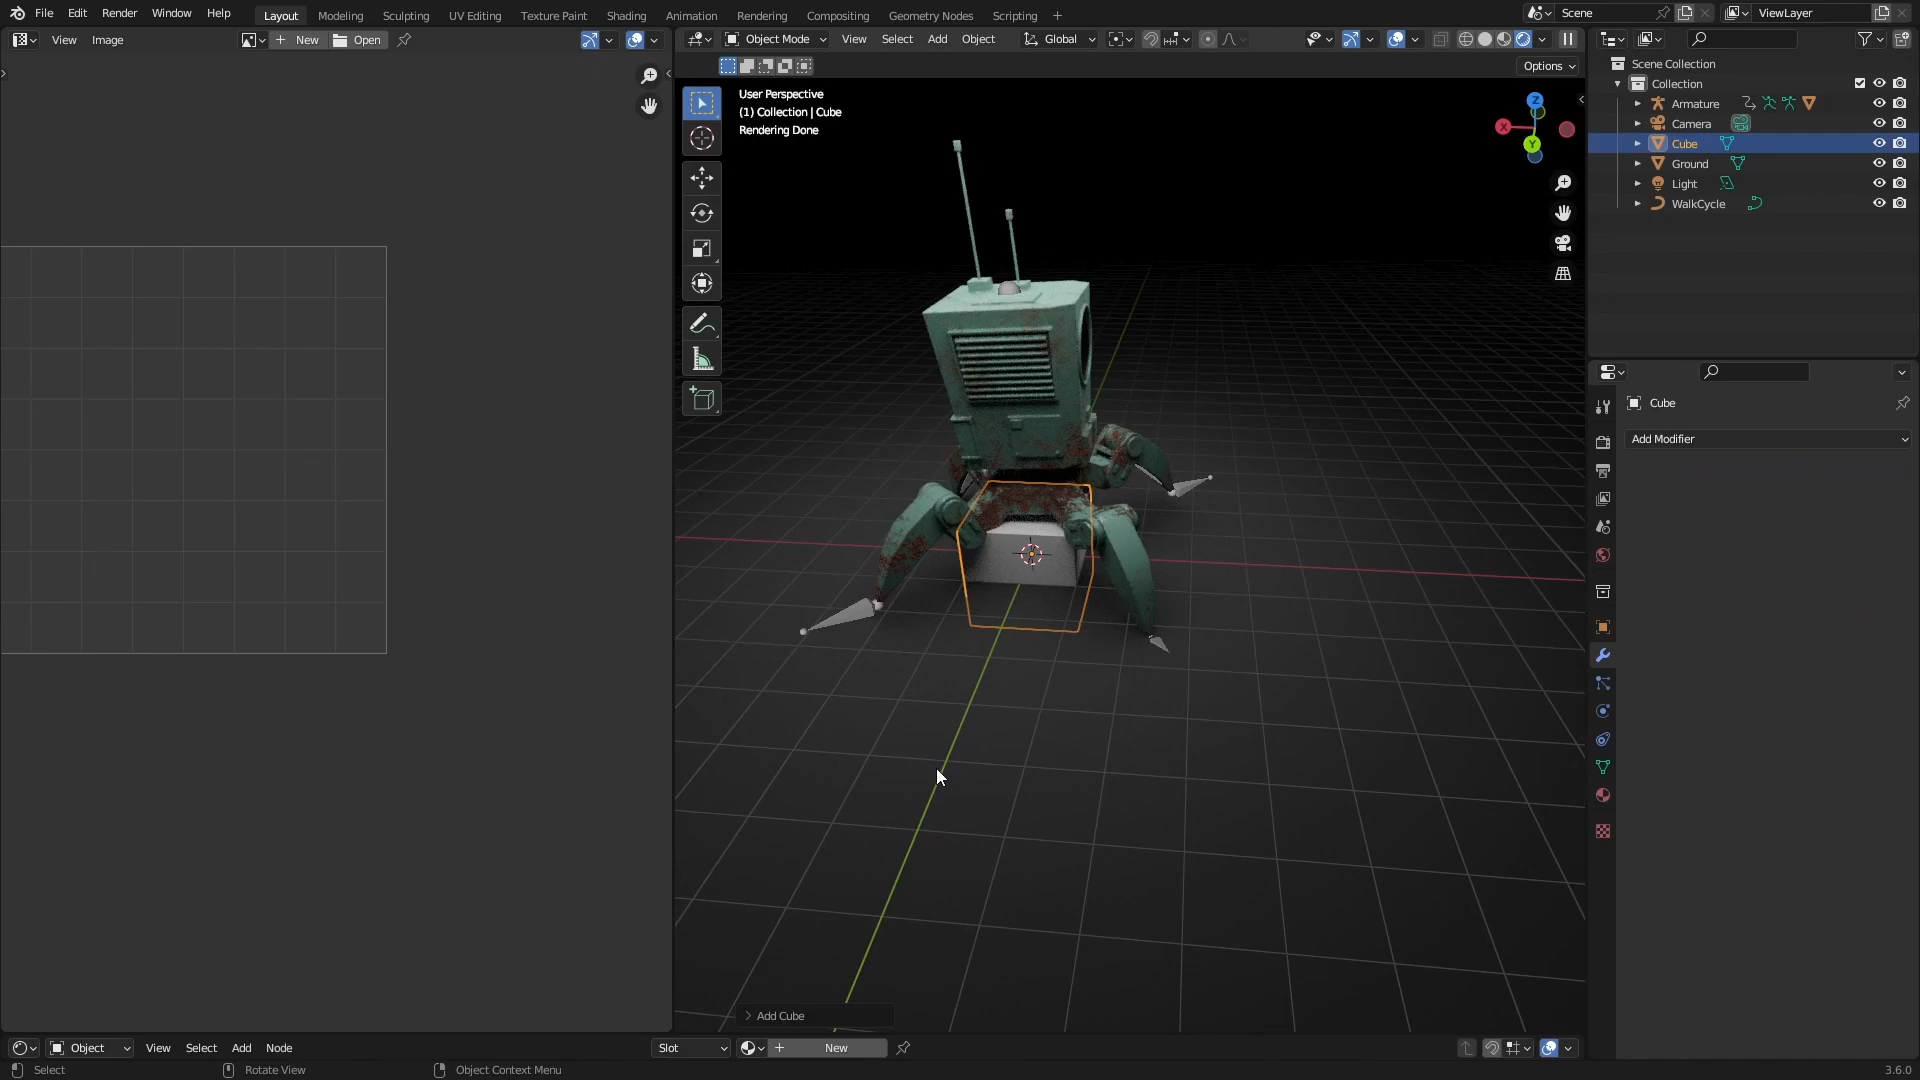 File Edit Render Window Help
Layout Modeling Sculpting UV Editing Texture Paint Shading Animation Rendering Compositing Geometry Nodes Scripting +
Scene
ViewLayer
View Image
+ New
Open
Object Mode View Select Add Object
Global
Options
User Perspective
(1) Collection | Cube
Rendering Done
Z
X
Y
Scene Collection
Collection
Armature
Camera
Cube
Ground
Light
WalkCycle
Cube
Add Modifier
> Add Cube
Object View Select Add Node
Slot
+ New
Select
Rotate View
Object Context Menu
3.6.0